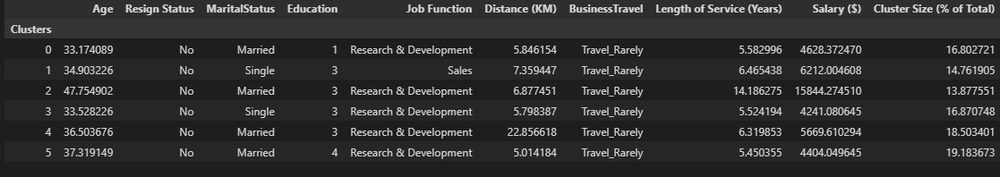 Age Resign Status MaritalStatus Education Job Function Distance (KM) BusinessTravel Length of Service (Years) Salary ($) Cluster Size (% of Total)
Clusters
0 33.174089 No Married 1 Research & Development 5.846154 Travel_Rarely 5.582996 4628.372470 16.802721
1 34.903226 No Single 3 Sales 7.359447 Travel_Rarely 6.465438 6212.004608 14.761905
2 47.754902 No Married 3 Research & Development 6.877451 Travel_Rarely 14.186275 15844.274510 13.877551
3 33.528226 No Single 3 Research & Development 5.798387 Travel_Rarely 5.524194 4241.080645 16.870748
4 36.503676 No Married 3 Research & Development 22.856618 Travel_Rarely 6.319853 5669.610294 18.503401
5 37.319149 No Married 4 Research & Development 5.014184 Travel_Rarely 5.450355 4404.049645 19.183673